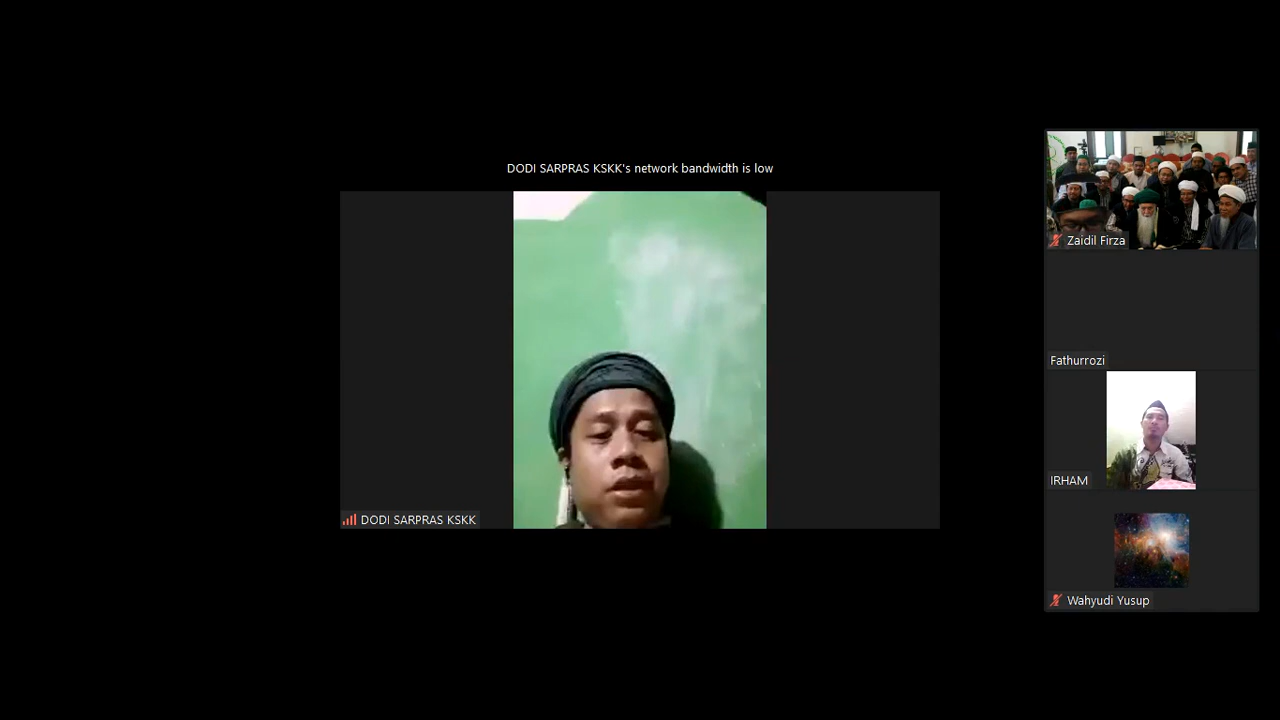 DODI SARPRAS KSKK's network bandwidth is low
DODI SARPRAS KSKK
Zaidil Firza
Fathurrozi
IRHAM
Wahyudi Yusup